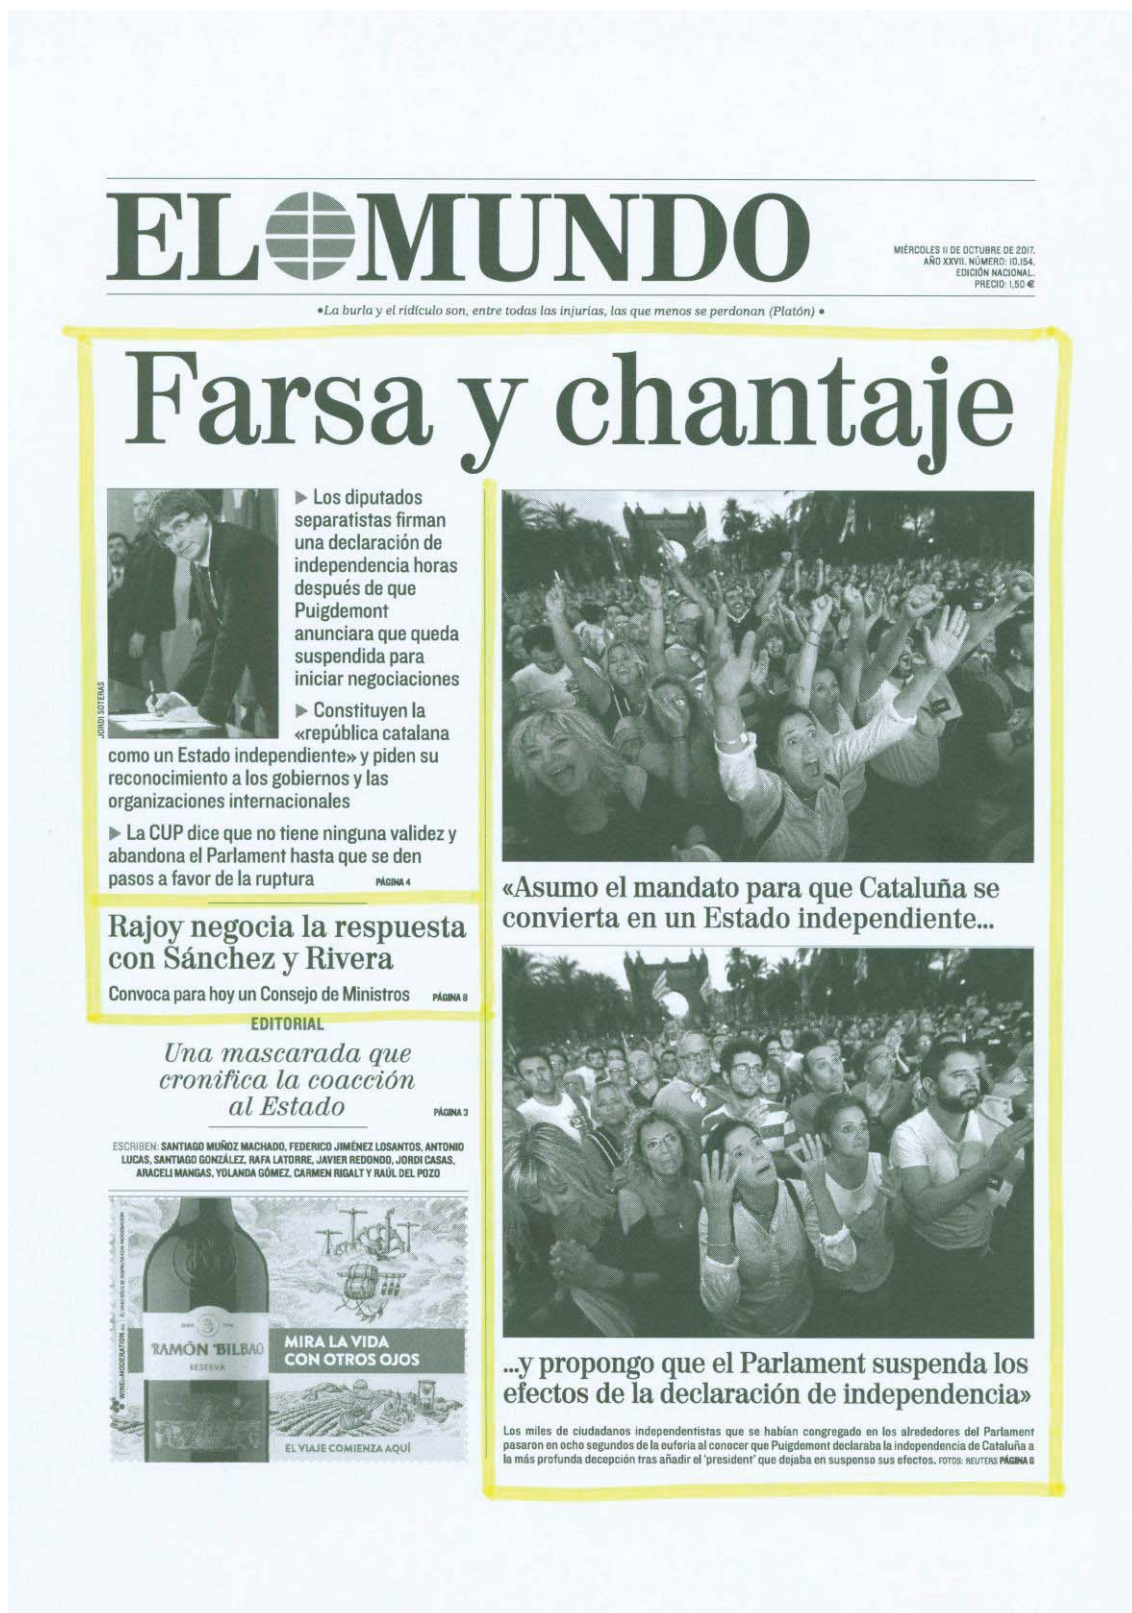 EL MUNDO
MIÉRCOLES 11 DE OCTUBRE DE 2017.
AÑO XXVII. NÚMERO: 10.154.
EDICIÓN NACIONAL.
PRECIO: 1,50 €
•La burla y el ridículo son, entre todas las injurias, las que menos se perdonan (Platón) •
Farsa y chantaje
JORDI SOTERAS
▶ Los diputados
separatistas firman
una declaración de
independencia horas
después de que
Puigdemont
anunciara que queda
suspendida para
iniciar negociaciones
▶ Constituyen la
«república catalana
como un Estado independiente» y piden su
reconocimiento a los gobiernos y las
organizaciones internacionales
▶ La CUP dice que no tiene ninguna validez y
abandona el Parlament hasta que se den
pasos a favor de la ruptura PÁGINA 4
Rajoy negocia la respuesta
con Sánchez y Rivera
Convoca para hoy un Consejo de Ministros PÁGINA 8
EDITORIAL
Una mascarada que
cronifica la coacción
al Estado PÁGINA 3
ESCRIBEN: SANTIAGO MUÑOZ MACHADO, FEDERICO JIMÉNEZ LOSANTOS, ANTONIO
LUCAS, SANTIAGO GONZÁLEZ, RAFA LATORRE, JAVIER REDONDO, JORDI CASAS,
ARACELI MANGAS, YOLANDA GÓMEZ, CARMEN RIGALT Y RAÚL DEL POZO
RAMÓN BILBAO
RESERVA
MIRA LA VIDA
CON OTROS OJOS
EL VIAJE COMIENZA AQUÍ
«Asumo el mandato para que Cataluña se
convierta en un Estado independiente...
...y propongo que el Parlament suspenda los
efectos de la declaración de independencia»
Los miles de ciudadanos independentistas que se habían congregado en los alrededores del Parlament
pasaron en ocho segundos de la euforia al conocer que Puigdemont declaraba la independencia de Cataluña a
la más profunda decepción tras añadir el 'president' que dejaba en suspenso sus efectos. FOTOS: REUTERS PÁGINA 6